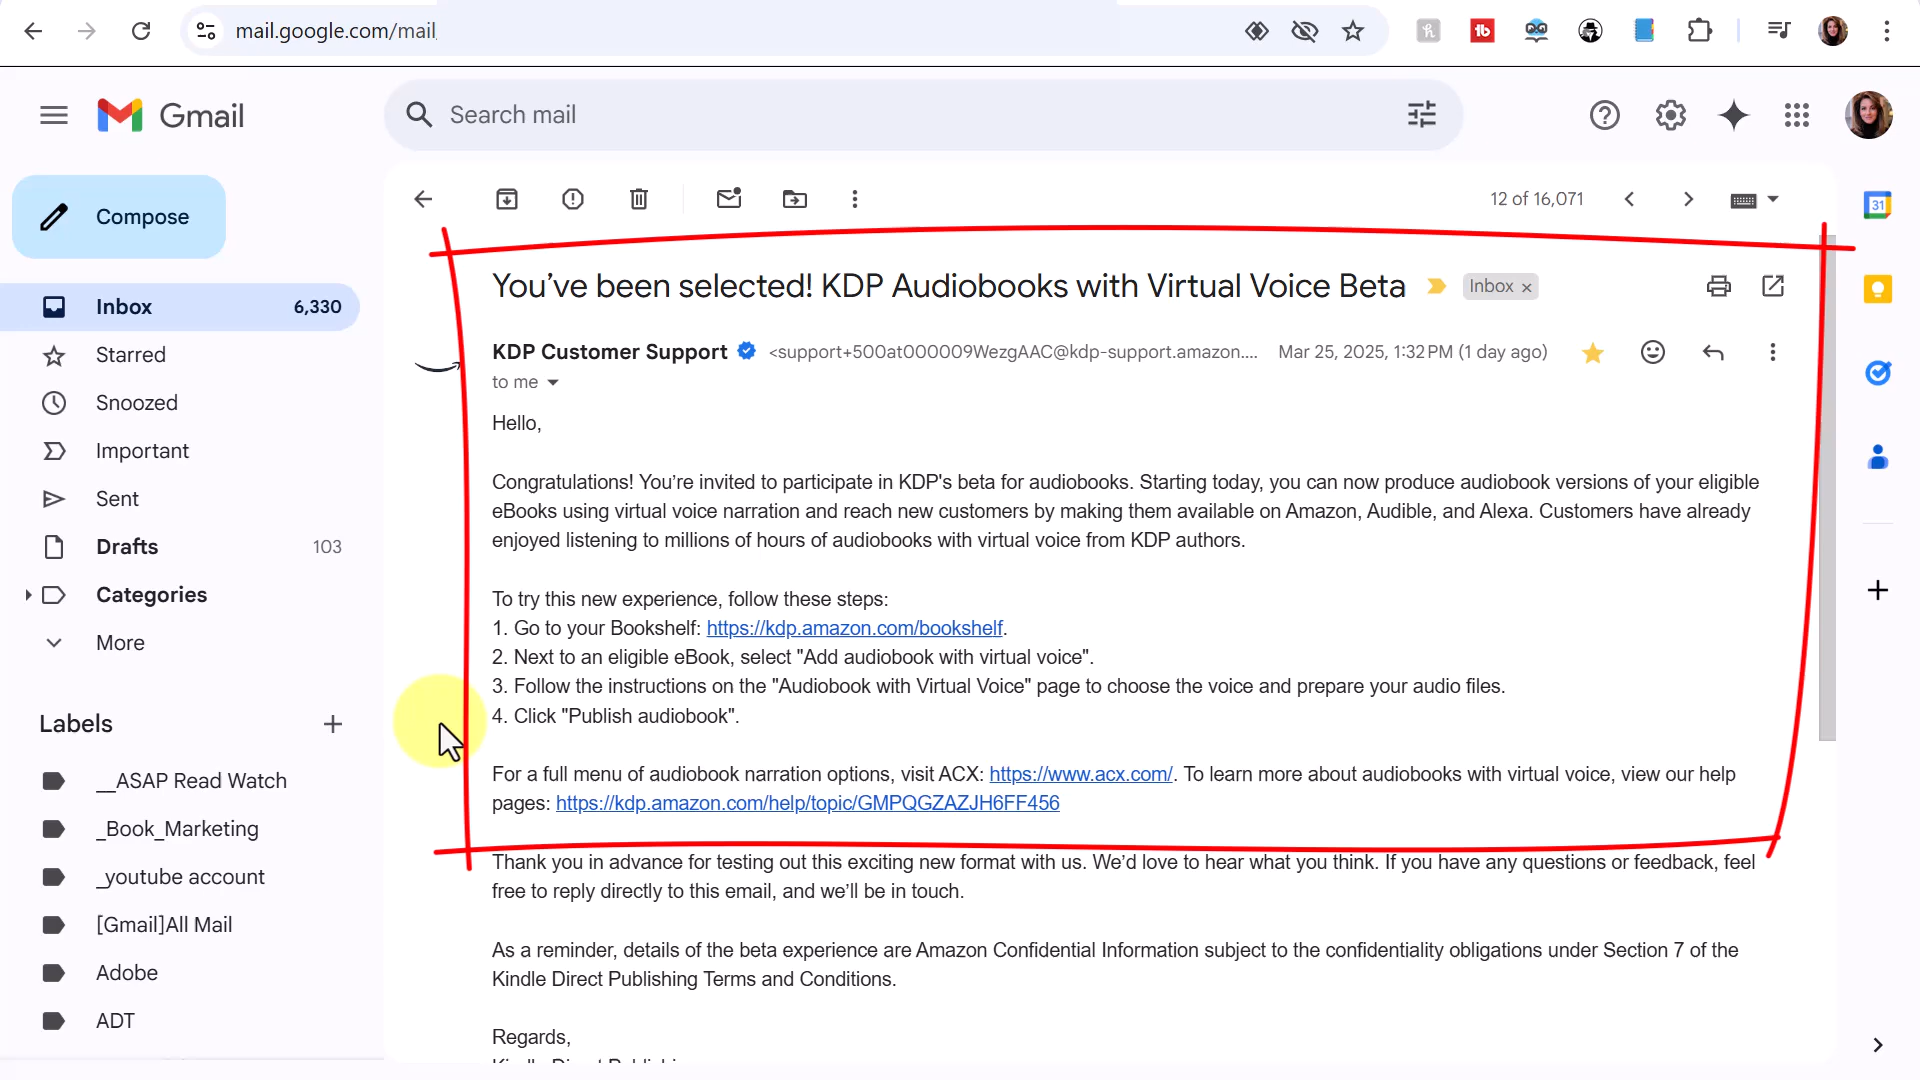 mail.google.com/mail
Gmail
Search mail
Compose
12 of 16,071
31
Inbox 6,330
Starred
Snoozed
Important
Sent
Drafts 103
Categories
More
Labels
__ASAP Read Watch
_Book_Marketing
_youtube account
[Gmail]All Mail
Adobe
ADT
You’ve been selected! KDP Audiobooks with Virtual Voice Beta Inbox x
KDP Customer Support <support+500at000009WezgAAC@kdp-support.amazon.... Mar 25, 2025, 1:32 PM (1 day ago)
to me
Hello,
Congratulations! You’re invited to participate in KDP's beta for audiobooks. Starting today, you can now produce audiobook versions of your eligible
eBooks using virtual voice narration and reach new customers by making them available on Amazon, Audible, and Alexa. Customers have already
enjoyed listening to millions of hours of audiobooks with virtual voice from KDP authors.
To try this new experience, follow these steps:
1. Go to your Bookshelf: https://kdp.amazon.com/bookshelf.
2. Next to an eligible eBook, select "Add audiobook with virtual voice".
3. Follow the instructions on the "Audiobook with Virtual Voice" page to choose the voice and prepare your audio files.
4. Click "Publish audiobook".
For a full menu of audiobook narration options, visit ACX: https://www.acx.com/. To learn more about audiobooks with virtual voice, view our help
pages: https://kdp.amazon.com/help/topic/GMPQGZAZJH6FF456
Thank you in advance for testing out this exciting new format with us. We’d love to hear what you think. If you have any questions or feedback, feel
free to reply directly to this email, and we’ll be in touch.
As a reminder, details of the beta experience are Amazon Confidential Information subject to the confidentiality obligations under Section 7 of the
Kindle Direct Publishing Terms and Conditions.
Regards,